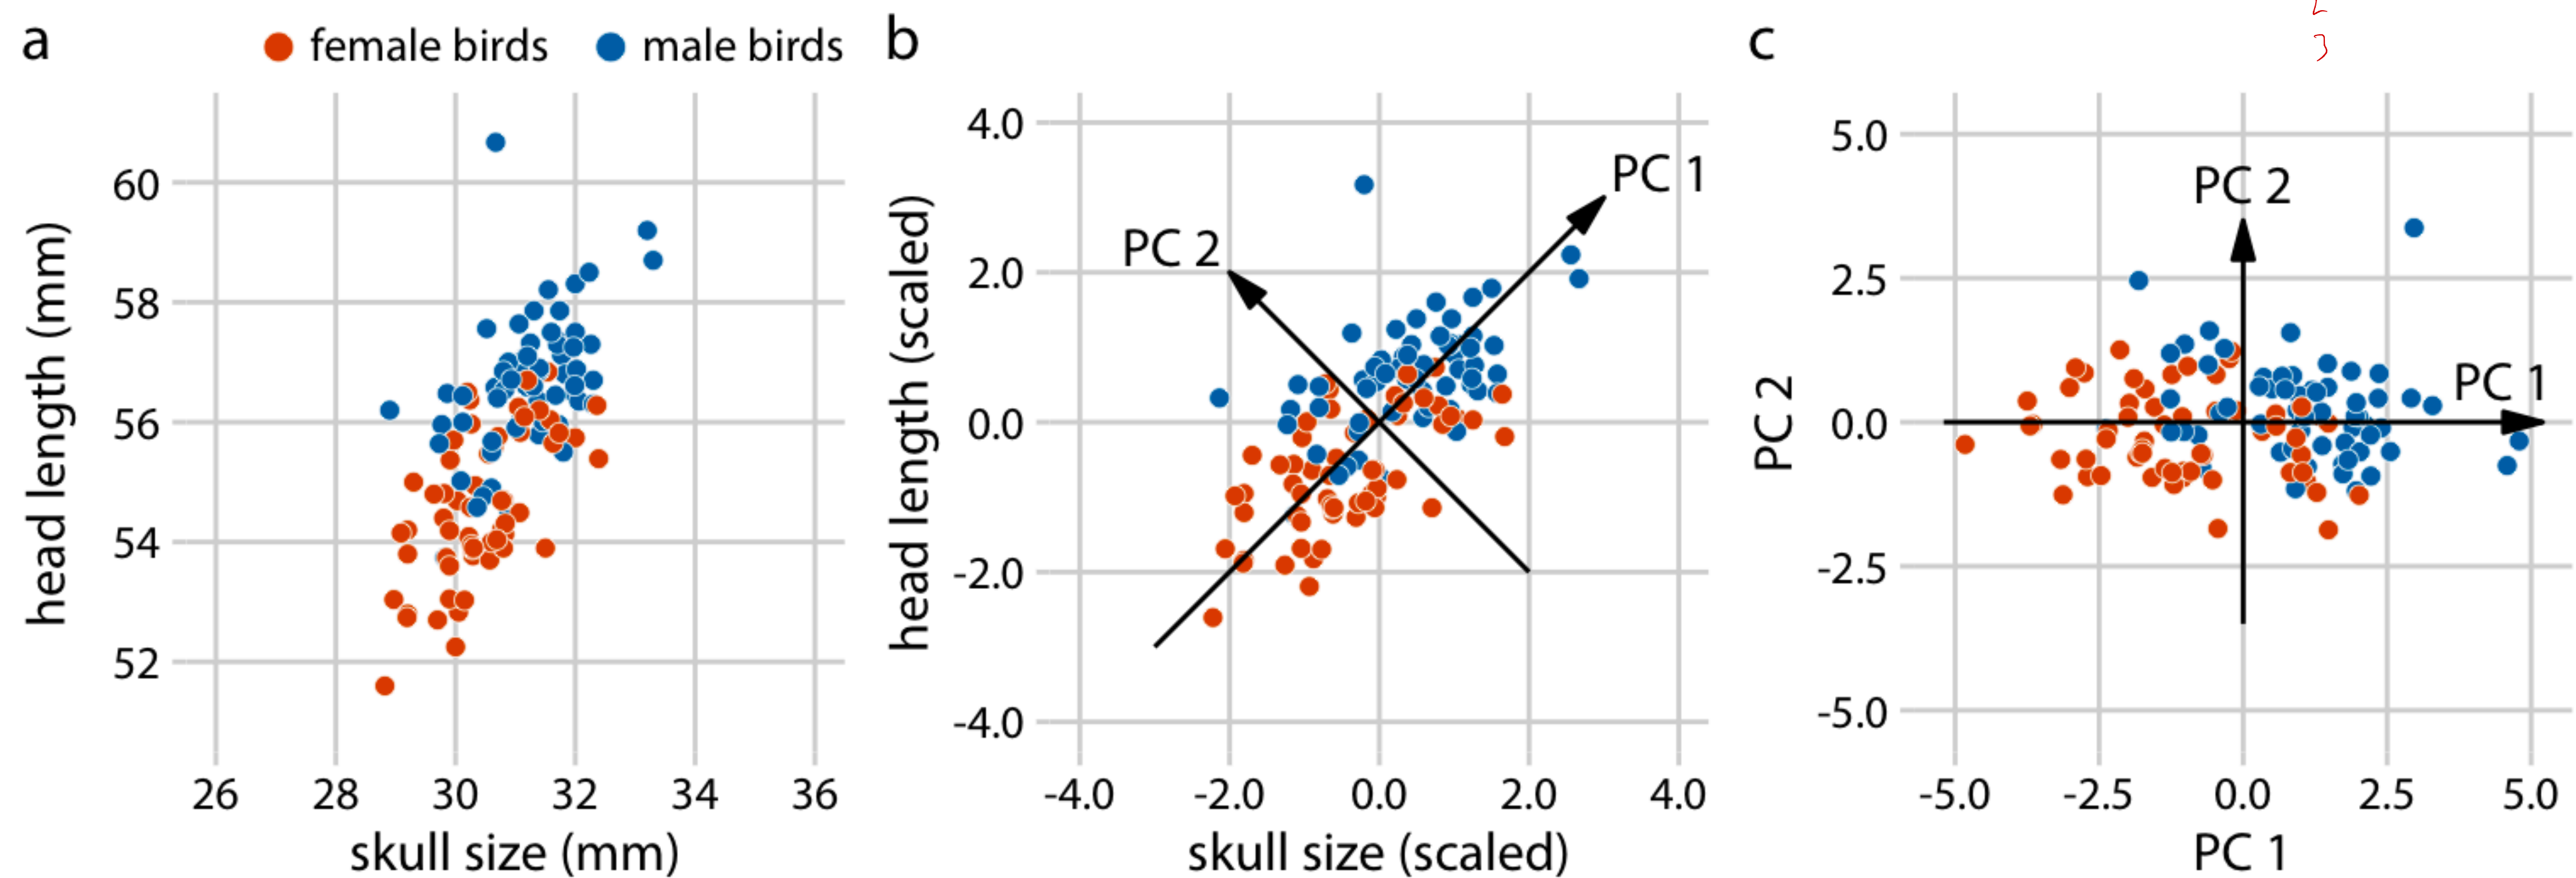 a
female birds
male birds
head length (mm)
60
58
56
54
52
26 28 30 32 34 36
skull size (mm)
b
head length (scaled)
4.0
2.0
0.0
-2.0
-4.0
PC 1
PC 2
-4.0 -2.0 0.0 2.0 4.0
skull size (scaled)
c
3
PC 2
5.0
2.5
0.0
-2.5
-5.0
PC 2
PC 1
-5.0 -2.5 0.0 2.5 5.0
PC 1